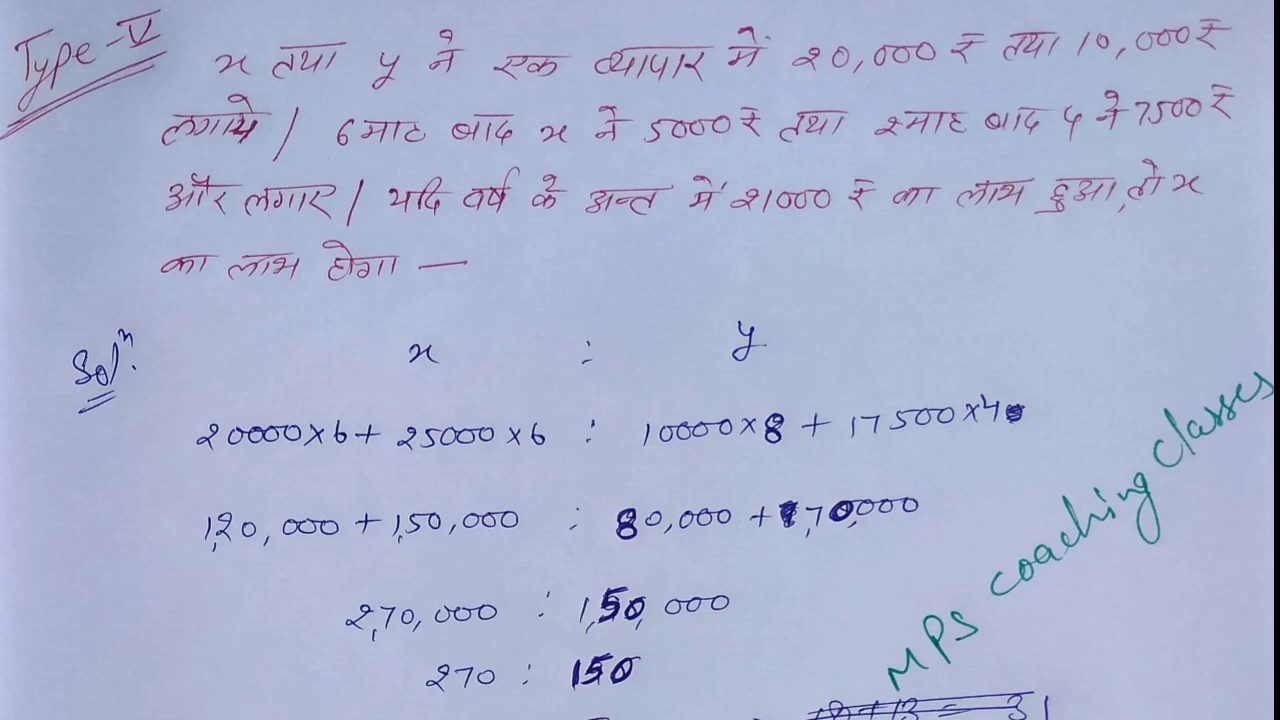 Type-V
x तथा y ने एक व्यापार में 20,000 ₹ तथा 10,000 ₹
लगाये / 6 माह बाद x ने 5000 ₹ तथा 2 माह बाद y ने 7500 ₹
और लगाए / यदि वर्ष के अन्त में 21000 ₹ का लाभ हुआ, तो x
का लाभ होगा —
Solⁿ. x : y
20000×6+ 25000×6 : 10000×8 + 17500×4
1,20,000 + 1,50,000 : 80,000 + 70,000
2,70,000 : 1,50,000
270 : 150
MPS coaching classes